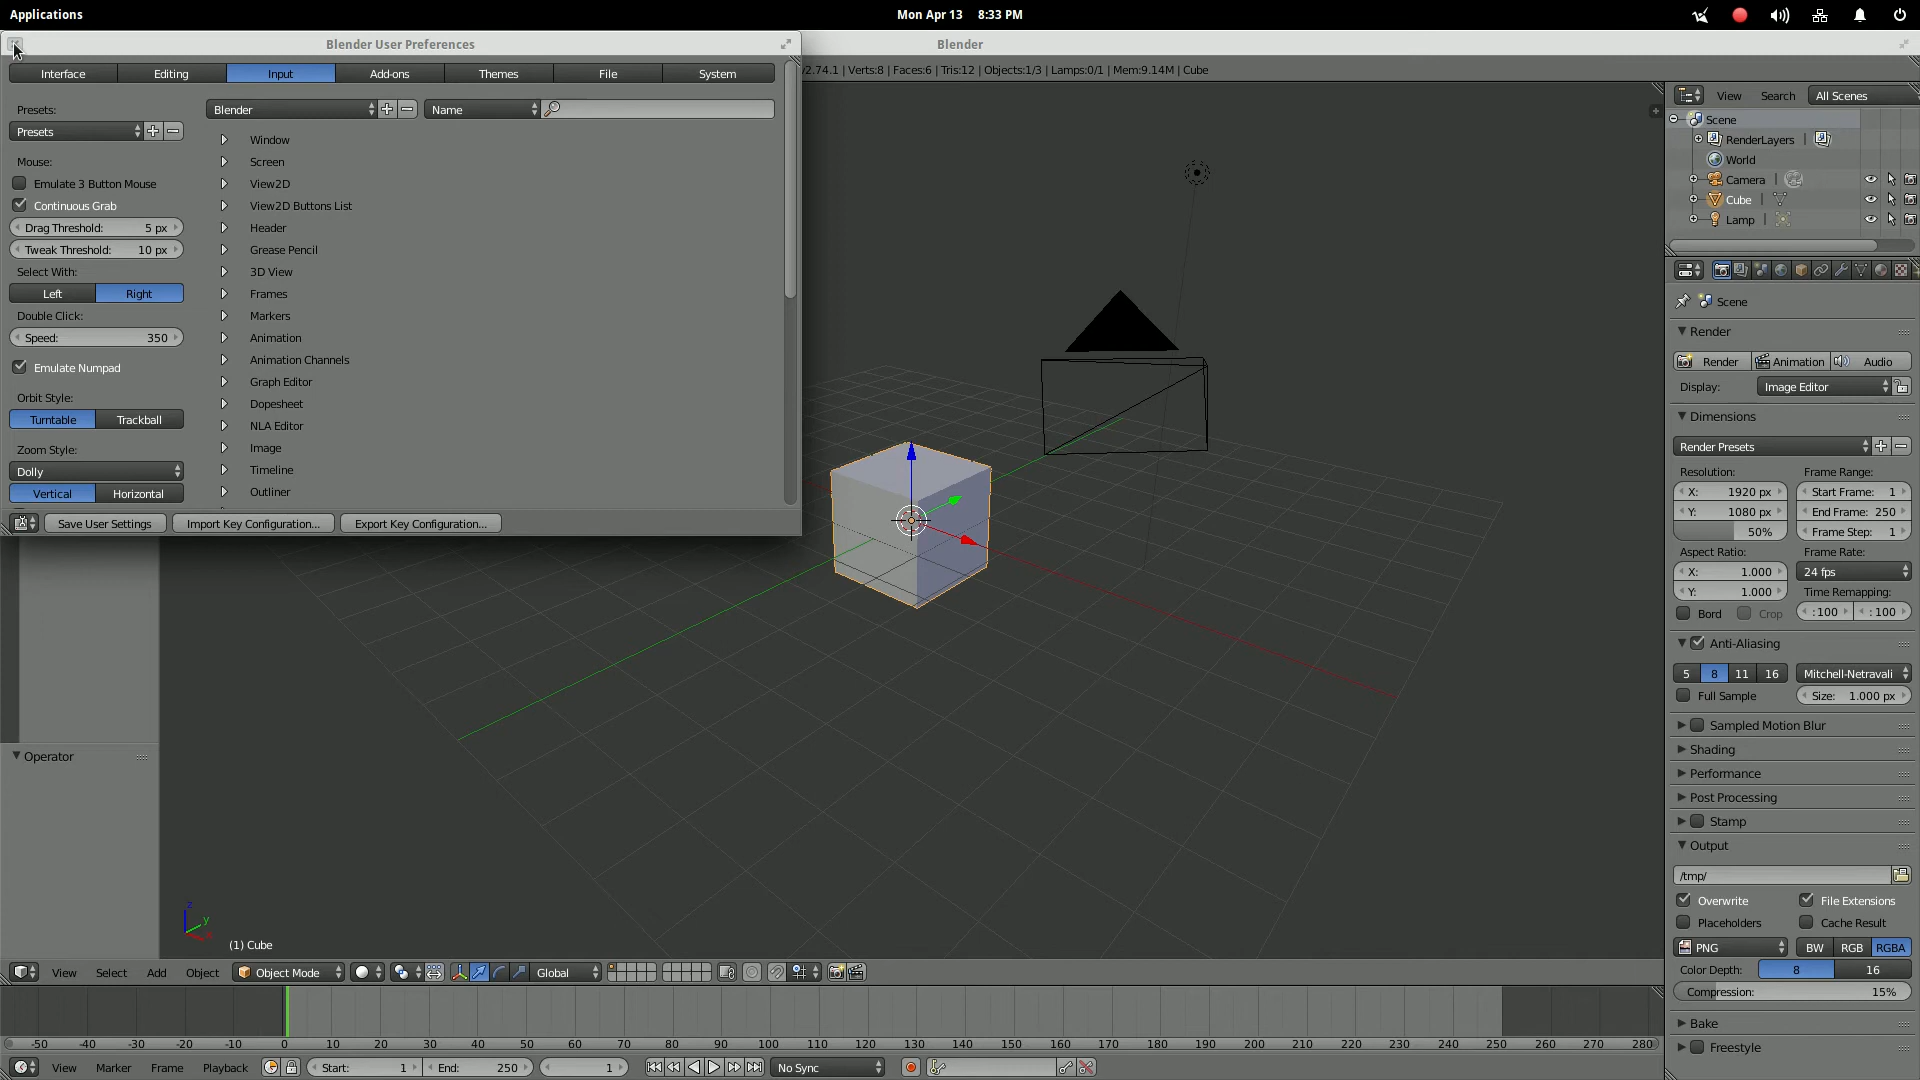 Applications
Mon Apr 13 8:33 PM
Blender User Preferences
Blender
2.74.1 | Verts:8 | Faces:6 | Tris:12 | Objects:1/3 | Lamps:0/1 | Mem:9.14M | Cube
Interface Editing Input Add-ons Themes File System
Presets:
Presets
Blender
Name
Mouse:
Emulate 3 Button Mouse
Continuous Grab
Drag Threshold: 5 px
Tweak Threshold: 10 px
Select With:
Left Right
Double Click:
Speed: 350
Emulate Numpad
Orbit Style:
Turntable Trackball
Zoom Style:
Dolly
Vertical Horizontal
Window
Screen
View2D
View2D Buttons List
Header
Grease Pencil
3D View
Frames
Markers
Animation
Animation Channels
Graph Editor
Dopesheet
NLA Editor
Image
Timeline
Outliner
Save User Settings Import Key Configuration... Export Key Configuration...
Operator
z
y
x
(1) Cube
View Select Add Object Object Mode Global
-50 -40 -30 -20 -10 0 10 20 30 40 50 60 70 80 90 100 110 120 130 140 150 160 170 180 190 200 210 220 230 240 250 260 270 280
View Marker Frame Playback Start: 1 End: 250 1 No Sync
View Search All Scenes
Scene
RenderLayers
World
Camera
Cube
Lamp
Scene
Render
Render Animation Audio
Display: Image Editor
Dimensions
Render Presets
Resolution: Frame Range:
X: 1920 px Start Frame: 1
Y: 1080 px End Frame: 250
50% Frame Step: 1
Aspect Ratio: Frame Rate:
X: 1.000 24 fps
Y: 1.000 Time Remapping:
Bord Crop :100 :100
Anti-Aliasing
5 8 11 16 Mitchell-Netravali
Full Sample Size: 1.000 px
Sampled Motion Blur
Shading
Performance
Post Processing
Stamp
Output
/tmp/
Overwrite File Extensions
Placeholders Cache Result
PNG BW RGB RGBA
Color Depth: 8 16
Compression: 15%
Bake
Freestyle